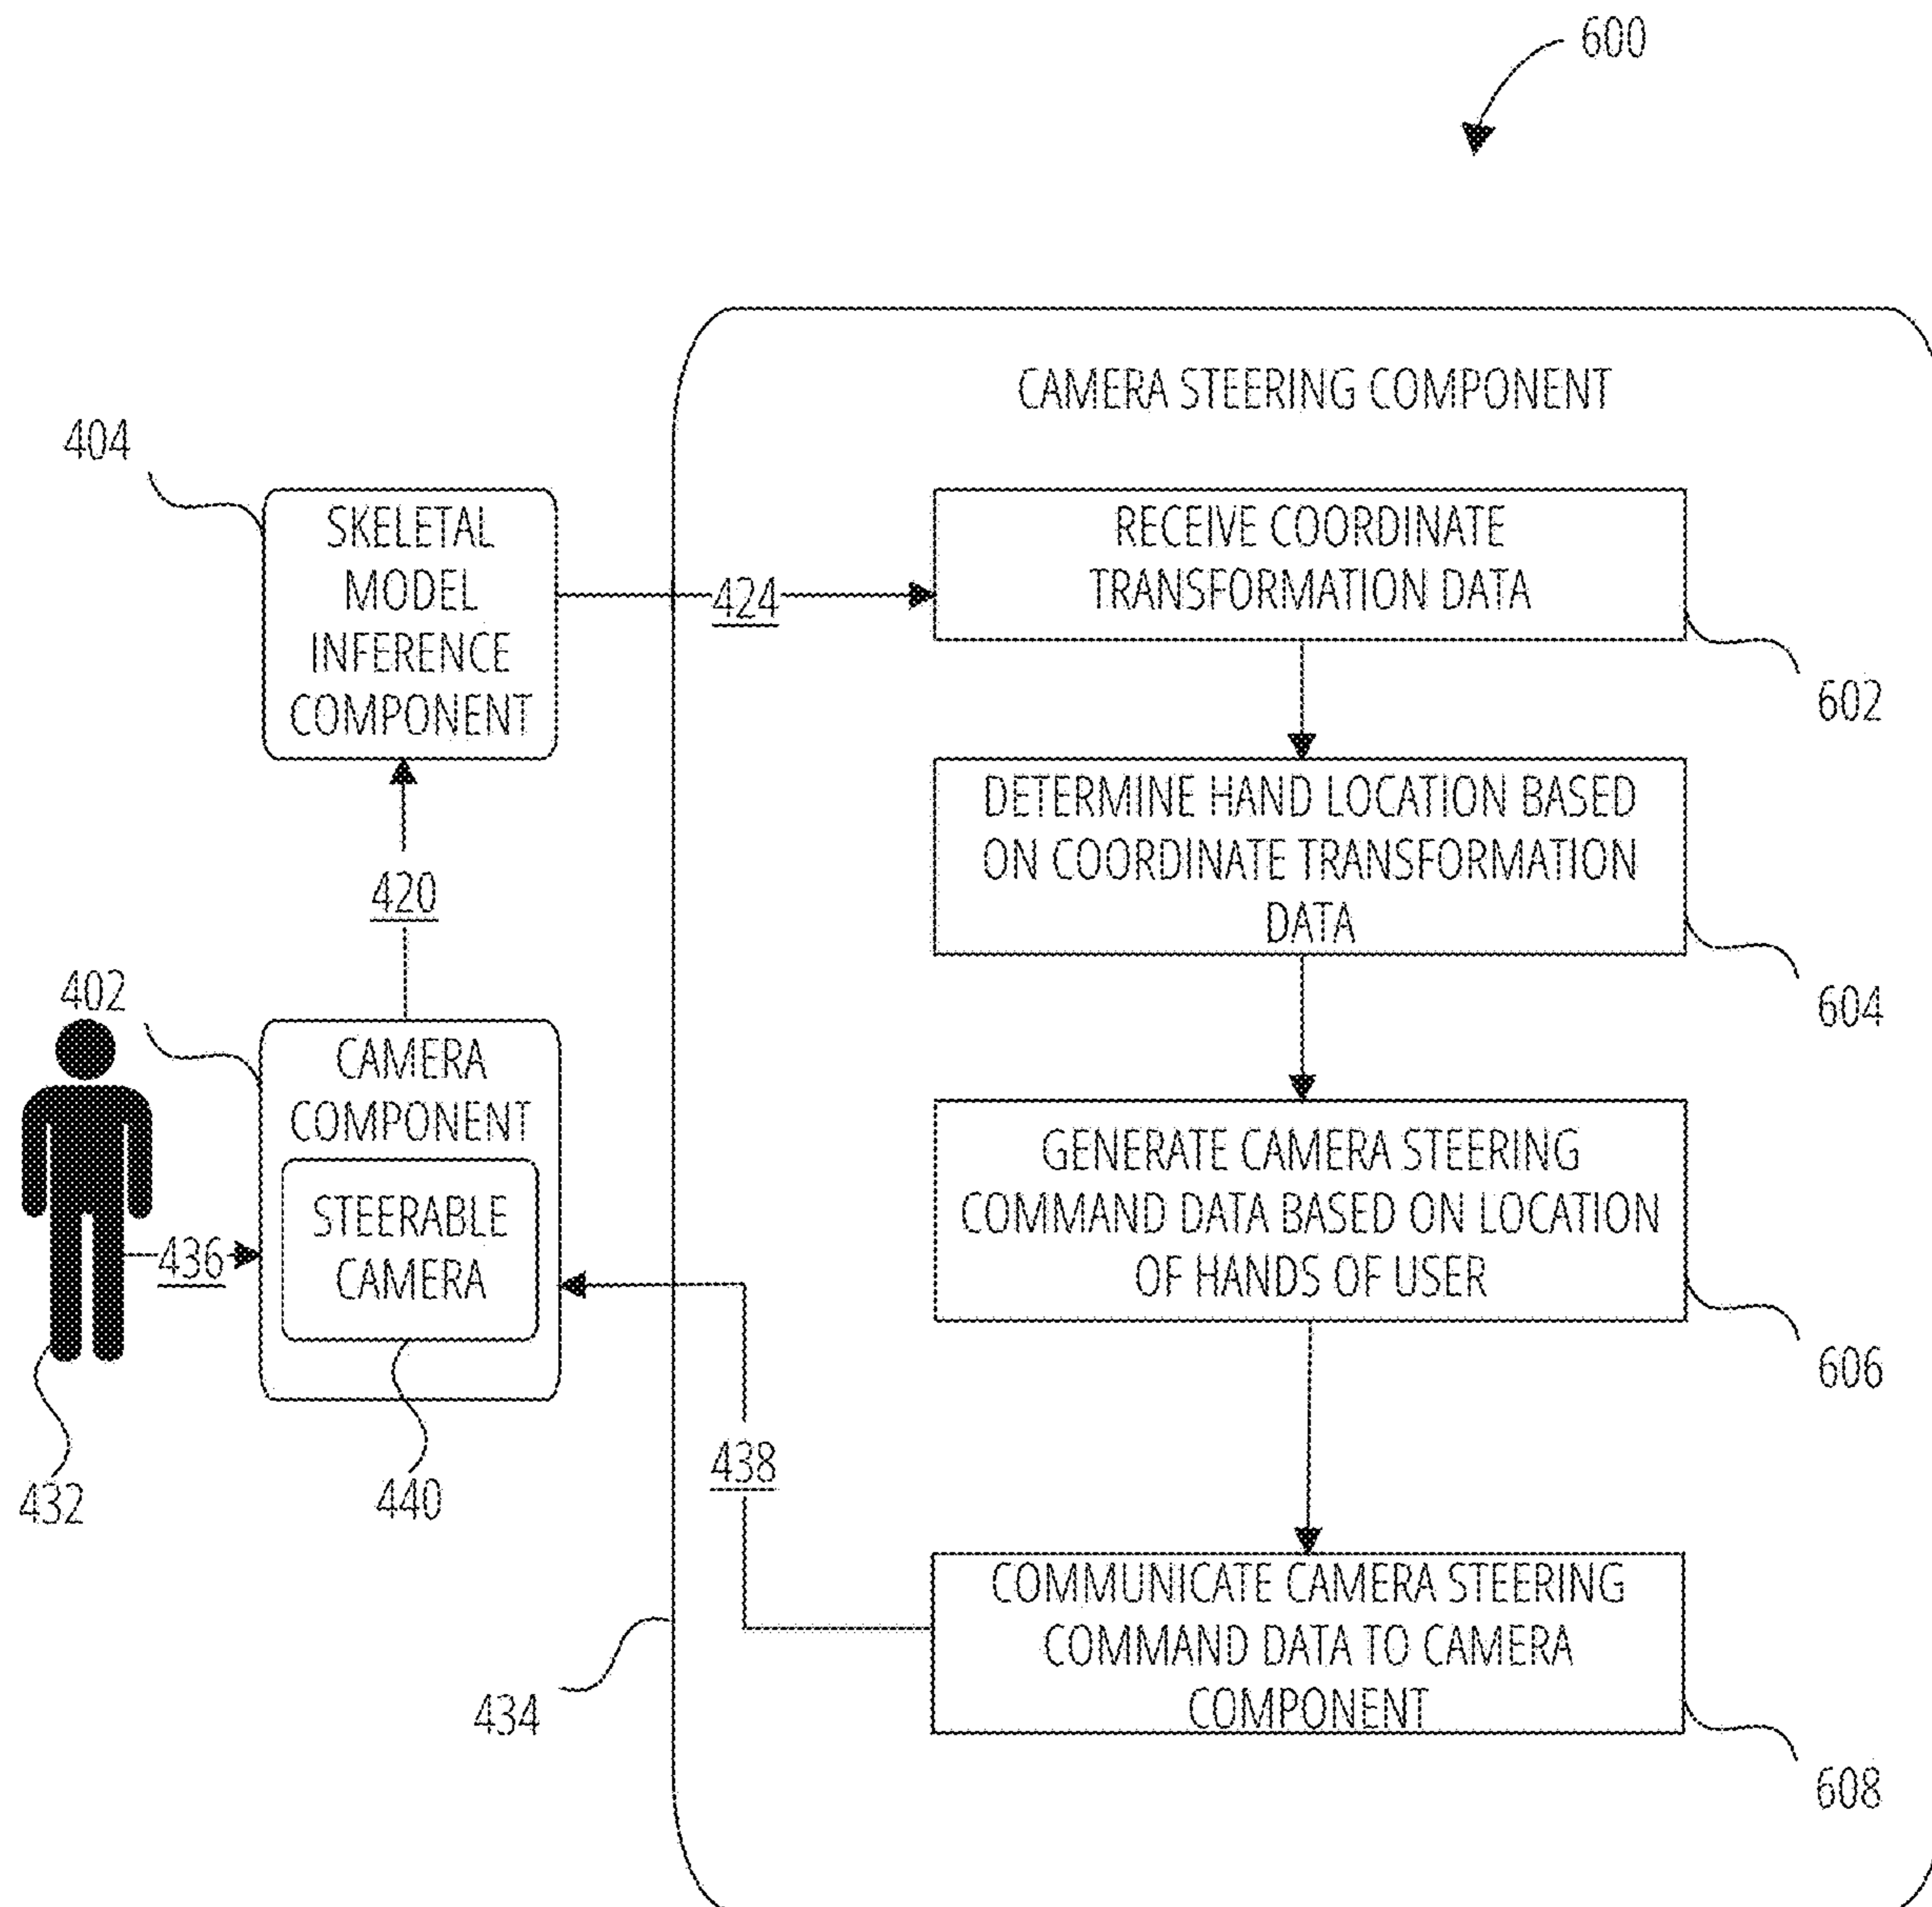 600
CAMERA STEERING COMPONENT
404
SKELETAL
MODEL
INFERENCE
COMPONENT
424
RECEIVE COORDINATE
TRANSFORMATION DATA
602
DETERMINE HAND LOCATION BASED
ON COORDINATE TRANSFORMATION
DATA
604
420
402
CAMERA
COMPONENT
STEERABLE
CAMERA
436
432
440
GENERATE CAMERA STEERING
COMMAND DATA BASED ON LOCATION
OF HANDS OF USER
606
438
434
COMMUNICATE CAMERA STEERING
COMMAND DATA TO CAMERA
COMPONENT
608